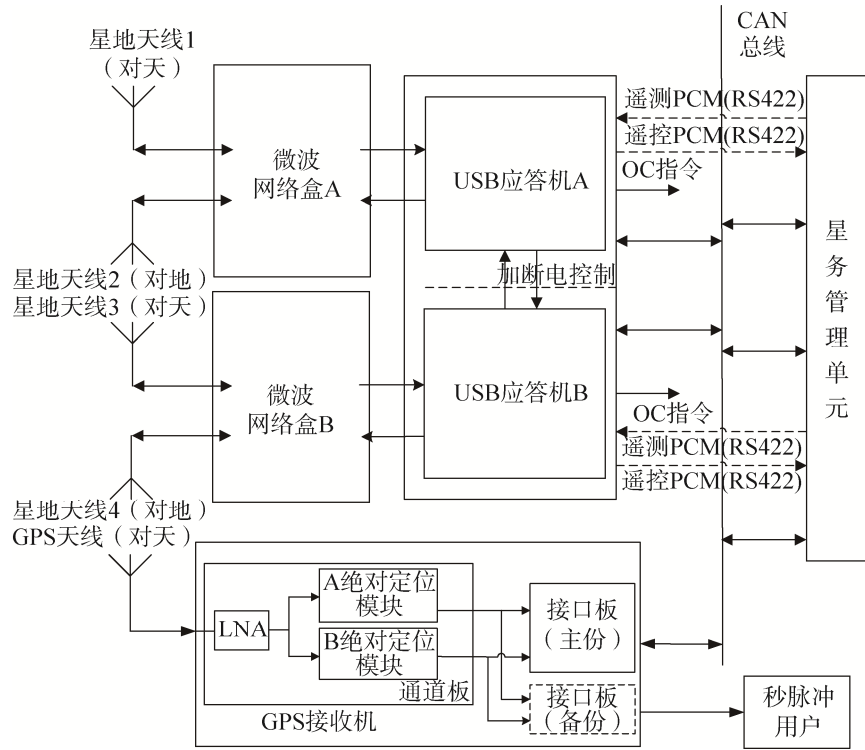 星地天线1
（对天）
CAN
总线
遥测PCM(RS422)
遥控PCM(RS422)
OC指令
微波
网络盒A
USB应答机A
星地天线2（对地）
星地天线3（对天）
加断电控制
星务管理单元
微波
网络盒B
USB应答机B
OC指令
遥测PCM(RS422)
遥控PCM(RS422)
星地大线4（对地）
GPS天线（对天）
LNA
A绝对定位
模块
B绝对定位
模块
通道板
GPS接收机
接口板
（主份）
接口板
（备份）
秒脉冲
用户